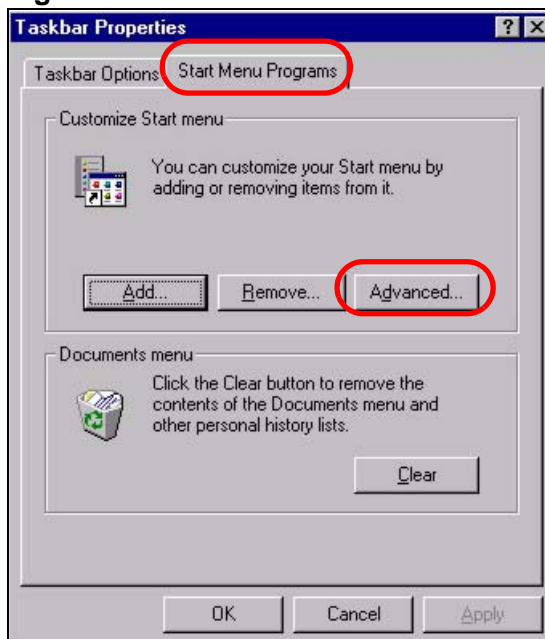 Taskbar Properties
Taskbar Options
Start Menu Programs
Customize Start menu
You can customize your Start menu by
adding or removing items from it.
Add...
Remove...
Advanced...
Documents menu
Click the Clear button to remove the
contents of the Documents menu and
other personal history lists.
Clear
OK
Cancel
Apply